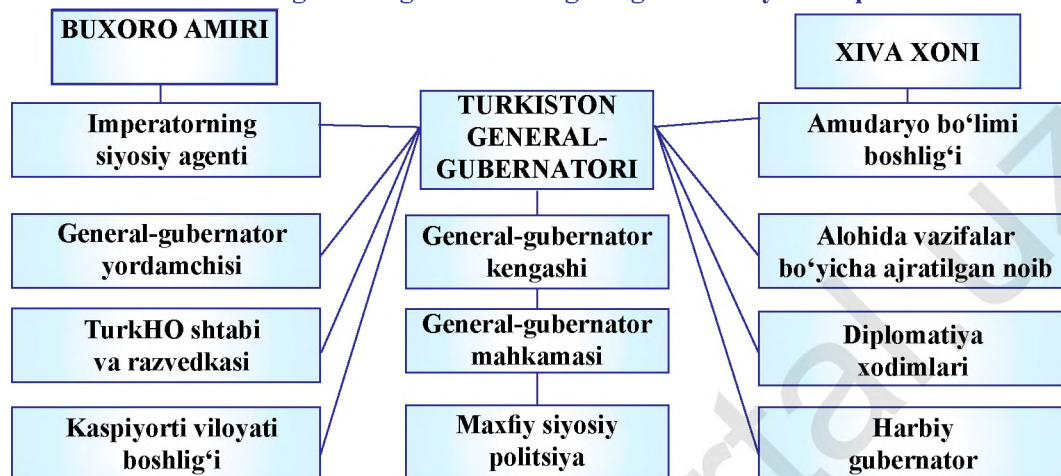 BUXORO AMIRI
XIVA XONI
TURKISTON
GENERAL-
GUBERNATORI
Imperatorning
siyosiy agenti
Amudaryo bo‘limi
boshlig‘i
General-gubernator
yordamchisi
General-gubernator
kengashi
Alohida vazifalar
bo‘yicha ajratilgan noib
TurkHO shtabi
va razvedkasi
General-gubernator
mahkamasi
Diplomatiya
xodimlari
Kaspiyorti viloyati
boshlig‘i
Maxfiy siyosiy
politsiya
Harbiy
gubernator